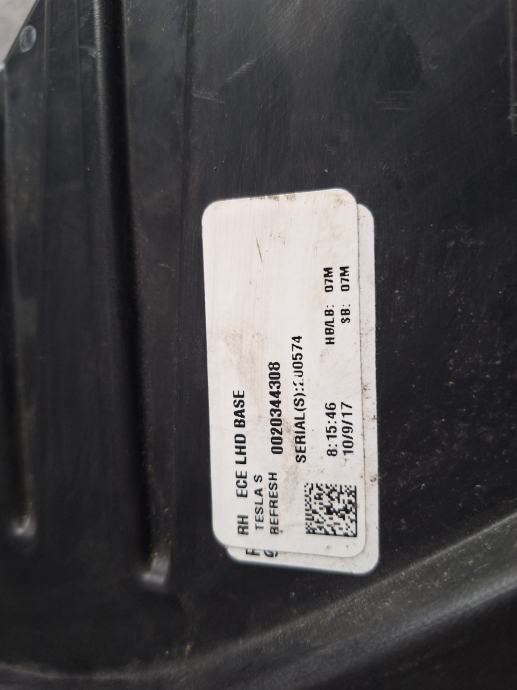 RH ECE LHD BASE
TESLA S
REFRESH 0020344308
SERIAL(S):200574
8:15:46 HB/LB: 07M
10/9/17 SB: 07M